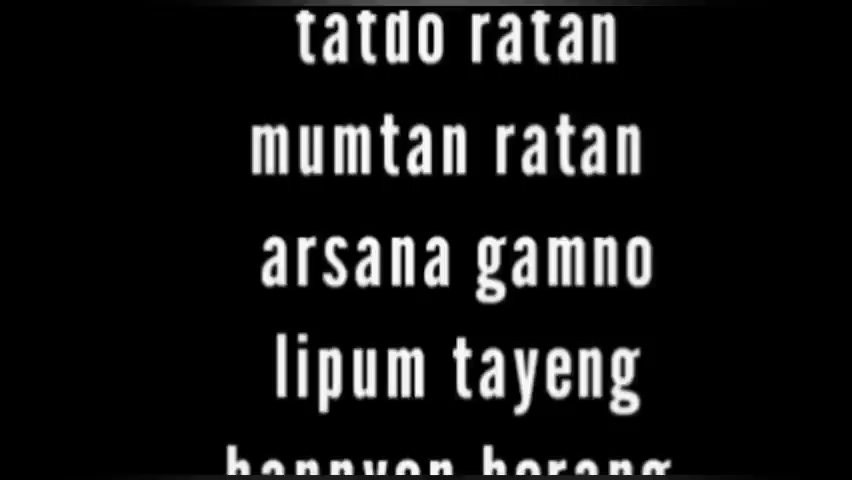 tatdo ratan
mumtan ratan
arsana gamno
lipum tayeng